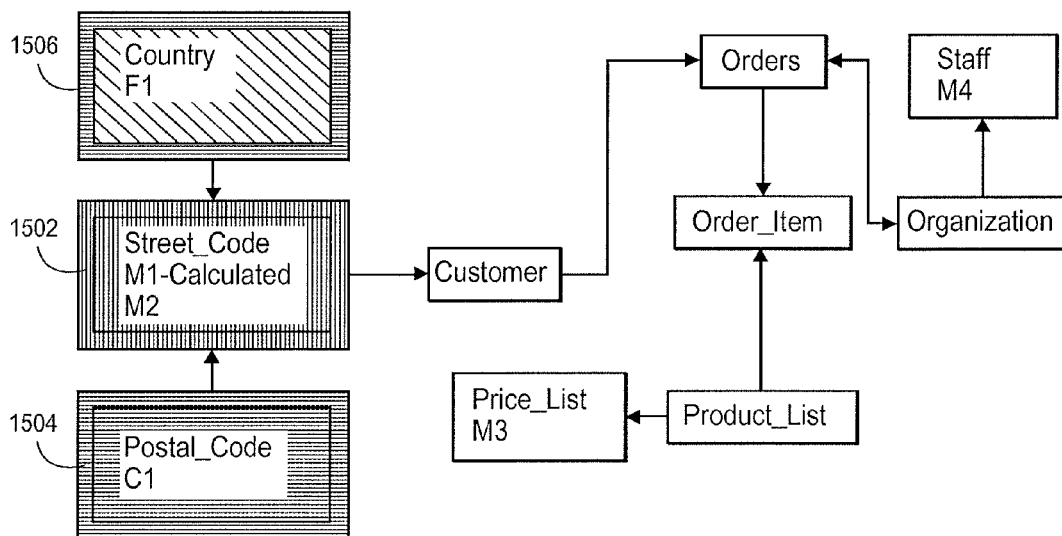 1506
Country
F1
Orders
Staff
M4
1502
Street_Code
M1-Calculated
M2
Customer
Order_Item
Organization
1504
Postal_Code
C1
Price_List
M3
Product_List